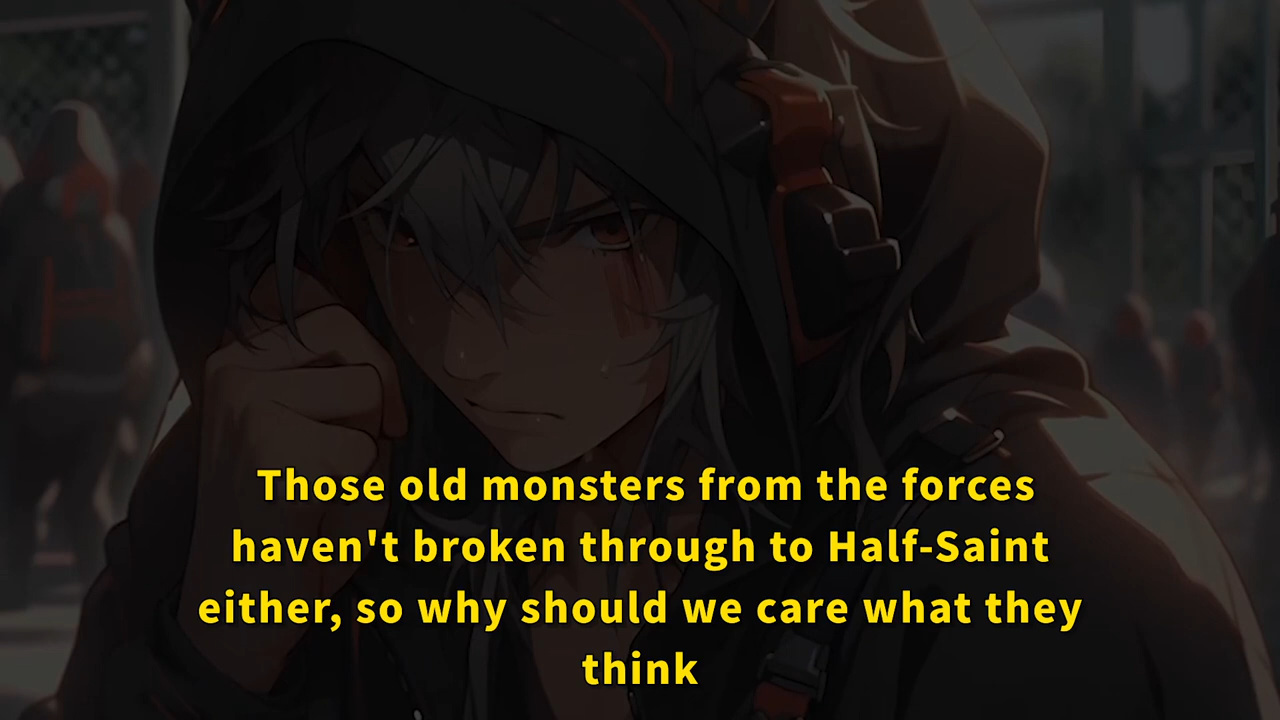 Those old monsters from the forces
haven't broken through to Half-Saint
either, so why should we care what they
think